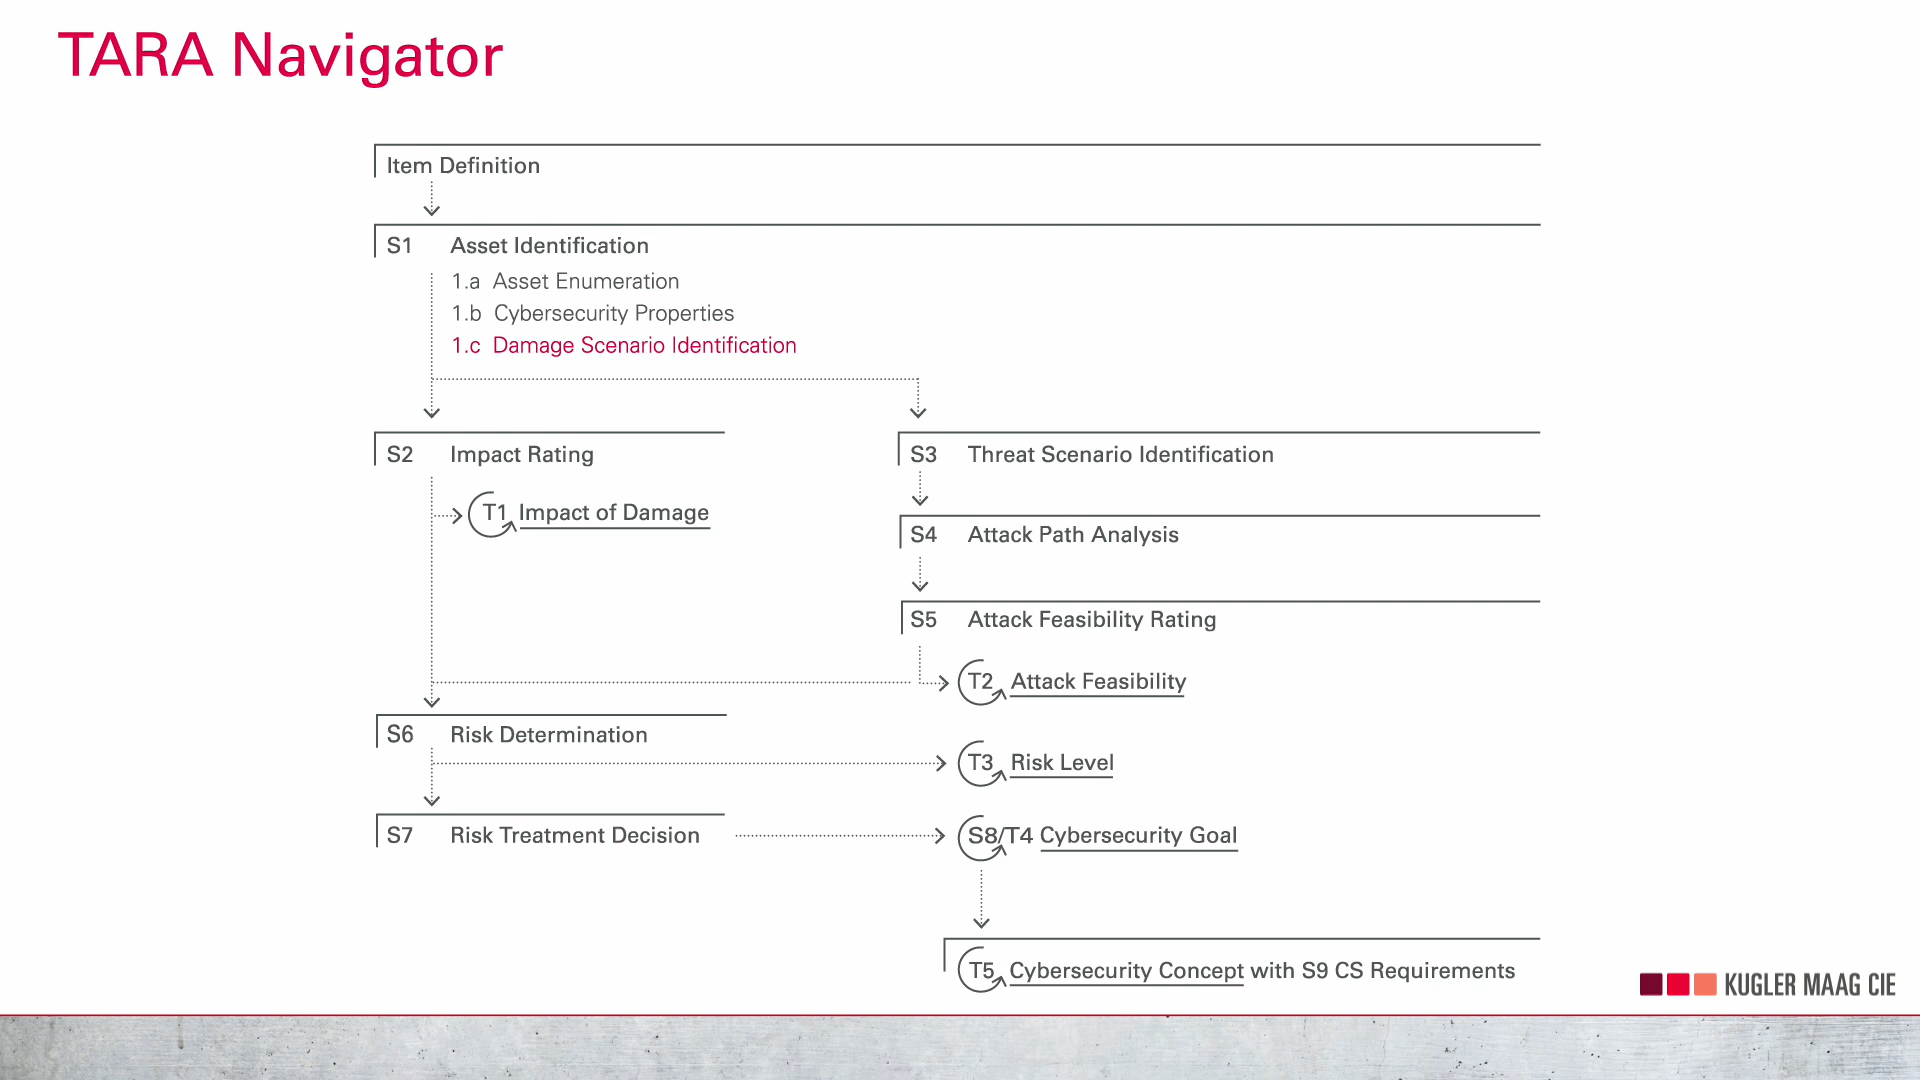 TARA Navigator
Item Definition
S1 Asset Identification
1.a Asset Enumeration
1.b Cybersecurity Properties
1.c Damage Scenario Identification
S2 Impact Rating
T1 Impact of Damage
S3 Threat Scenario Identification
S4 Attack Path Analysis
S5 Attack Feasibility Rating
T2 Attack Feasibility
S6 Risk Determination
T3 Risk Level
S7 Risk Treatment Decision
S8/T4 Cybersecurity Goal
T5 Cybersecurity Concept with S9 CS Requirements
KUGLER MAAG CIE